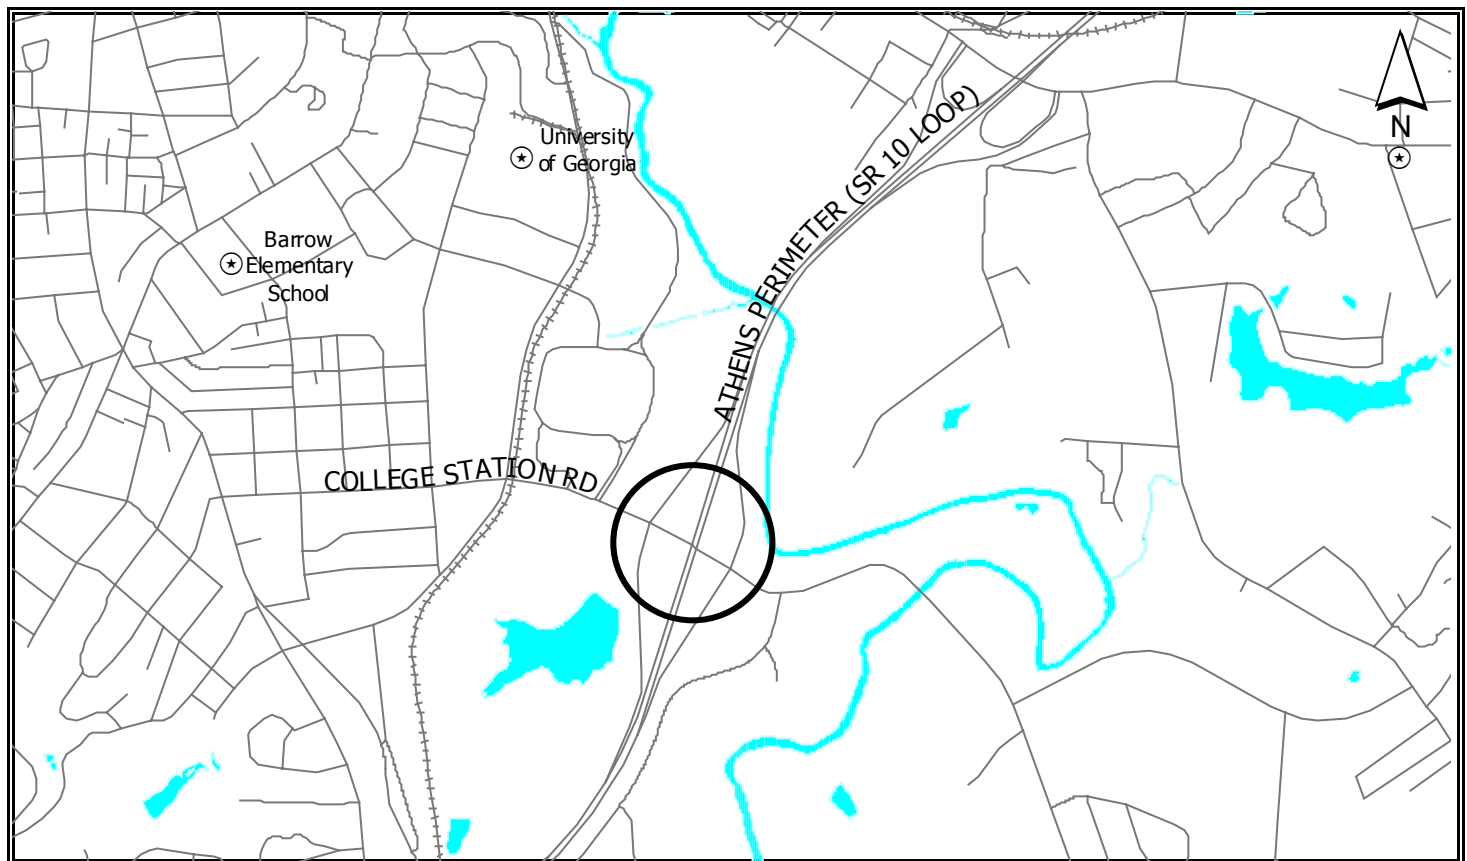 University
of Georgia
N
ATHENS PERIMETER (SR 10 LOOP)
Barrow
Elementary
School
COLLEGE STATION RD